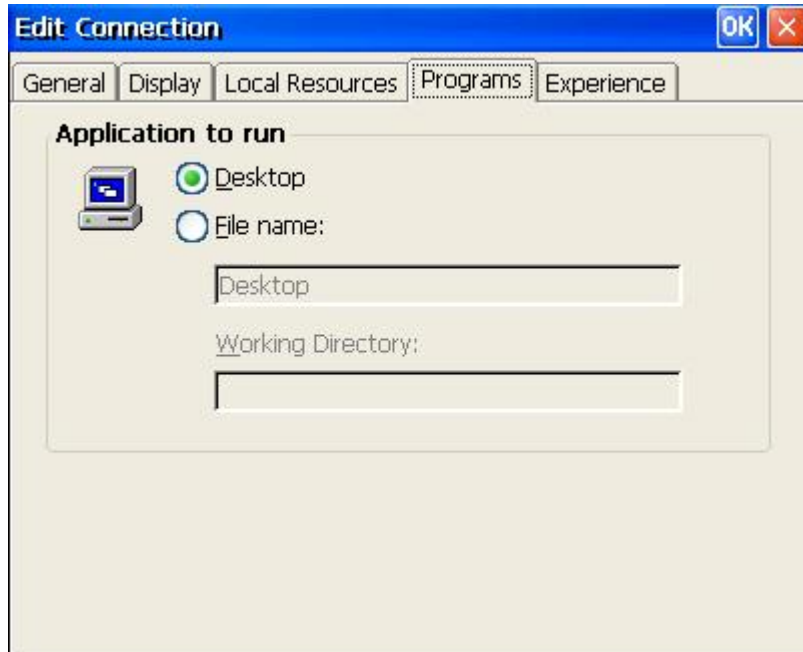 Edit Connection OK
General Display Local Resources Programs Experience
Application to run
Desktop
File name:
Desktop
Working Directory: